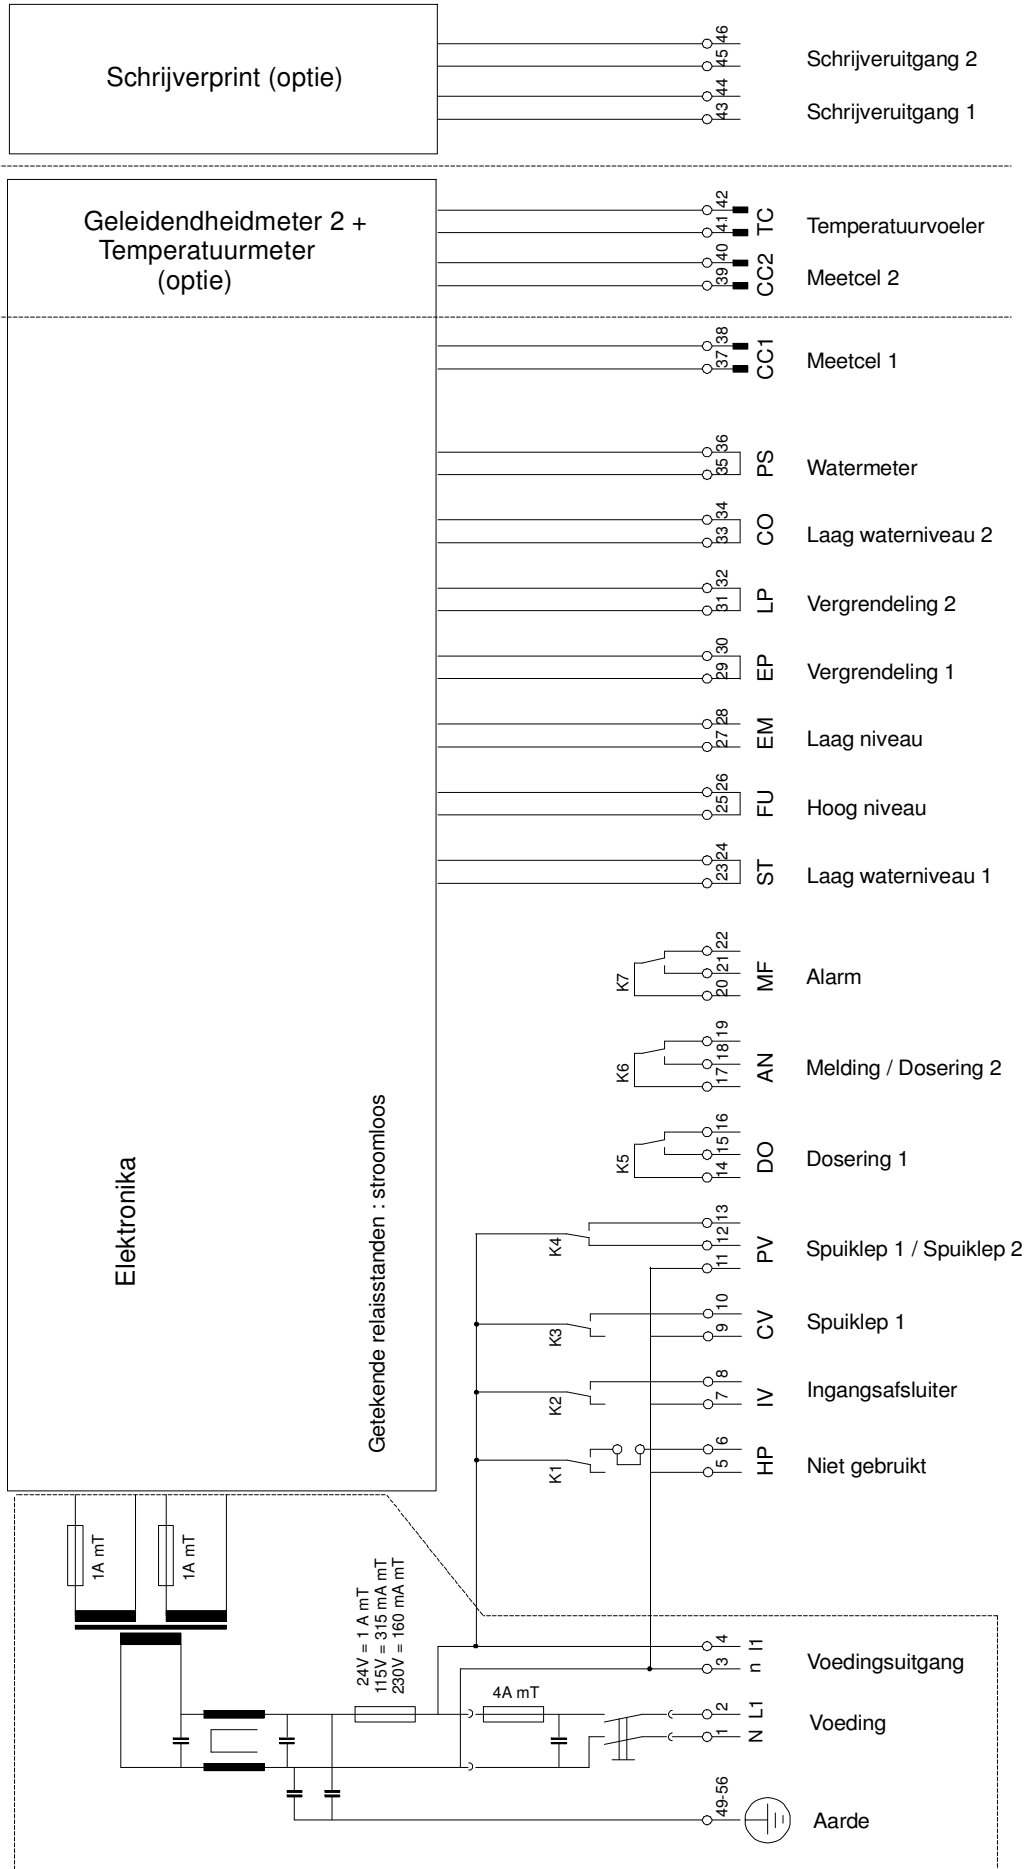 Schrijverprint (optie)
46
45
Schrijveruitgang 2
44
43
Schrijveruitgang 1
Geleidendheidmeter 2 +
Temperatuurmeter
(optie)
42
41
TC
Temperatuurvoeler
40
39
CC2
Meetcel 2
38
37
CC1
Meetcel 1
36
35
PS
Watermeter
34
33
CO
Laag waterniveau 2
32
31
LP
Vergrendeling 2
30
29
EP
Vergrendeling 1
28
27
EM
Laag niveau
26
25
FU
Hoog niveau
24
23
ST
Laag waterniveau 1
K7
22
21
20
MF
Alarm
K6
19
18
17
AN
Melding / Dosering 2
K5
16
15
14
DO
Dosering 1
Elektronika
Getekende relaisstanden : stroomloos
K4
13
12
11
PV
Spuiklep 1 / Spuiklep 2
K3
10
9
CV
Spuiklep 1
K2
8
7
IV
Ingangsafsluiter
K1
6
5
HP
Niet gebruikt
1A mT
1A mT
24V = 1 A mT
115V = 315 mA mT
230V = 160 mA mT
4A mT
4 l1
3 n
Voedingsuitgang
2 L1
1 N
Voeding
49-56
Aarde